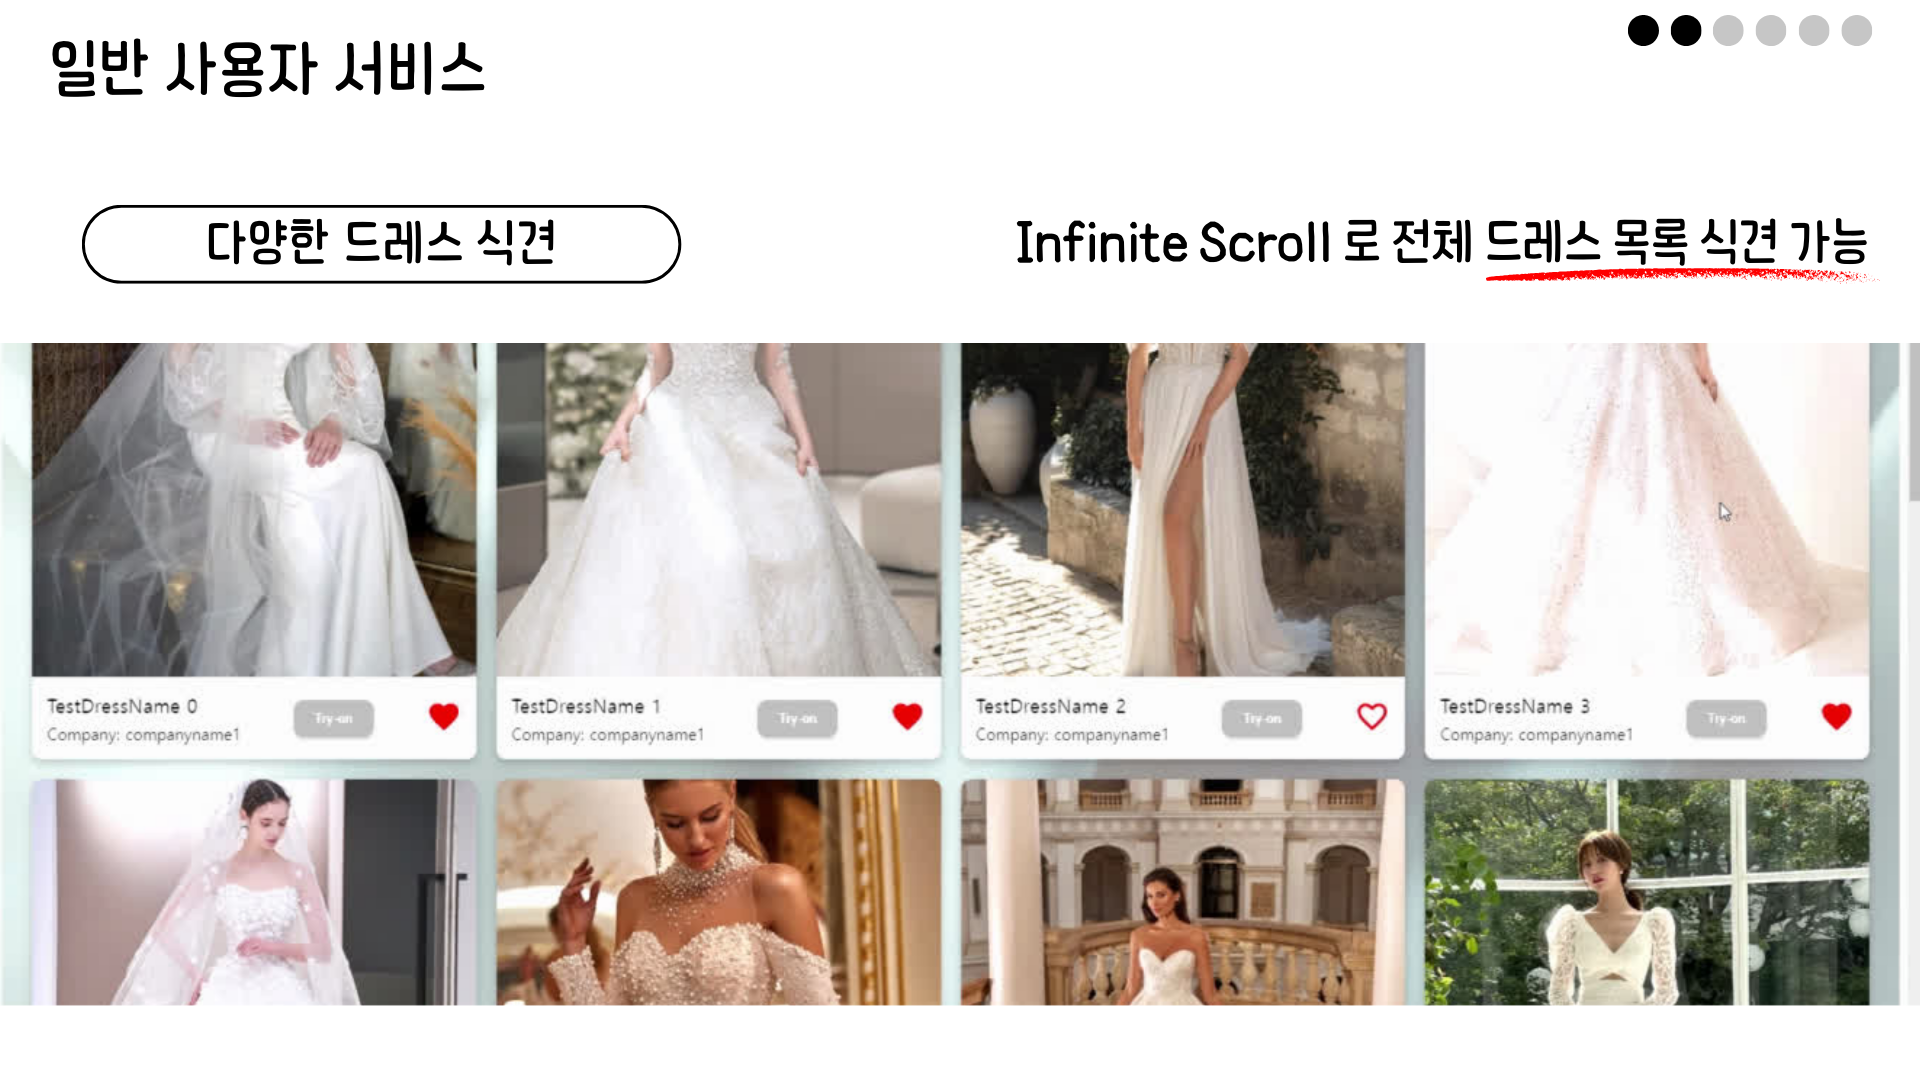 일반 사용자 서비스
다양한 드레스 식견
Infinite Scroll 로 전체 드레스 목록 식견 가능
TestDressName 0
Company: companyname1
Try-on
TestDressName 1
Company: companyname1
Try-on
TestDressName 2
Company: companyname1
Try-on
TestDressName 3
Company: companyname1
Try-on